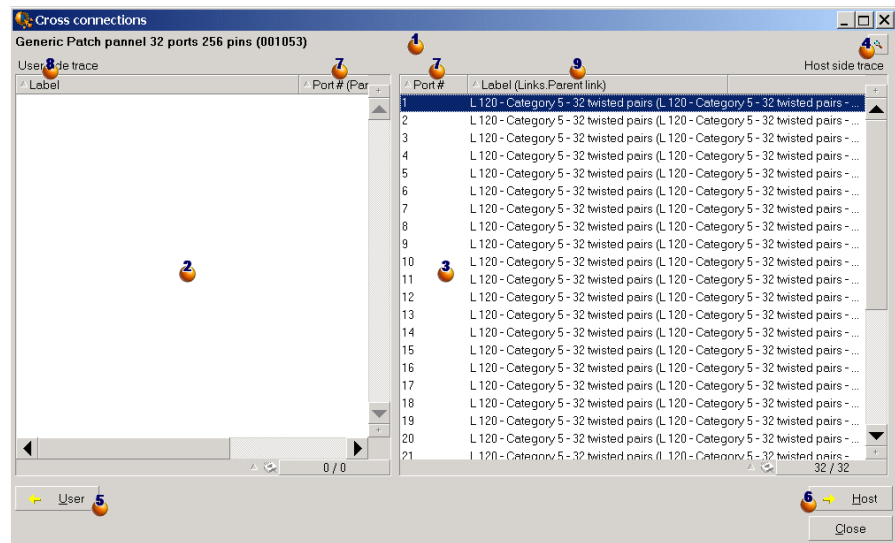 Cross connections
Generic Patch pannel 32 ports 256 pins (001053)
1
4
User side trace
8
7
7
9
Host side trace
Label
Port # (Par
Port #
Label (Links.Parent link)
1 L 120 - Category 5 - 32 twisted pairs (L 120 - Category 5 - 32 twisted pairs - ...
2 L 120 - Category 5 - 32 twisted pairs (L 120 - Category 5 - 32 twisted pairs - ...
3 L 120 - Category 5 - 32 twisted pairs (L 120 - Category 5 - 32 twisted pairs - ...
4 L 120 - Category 5 - 32 twisted pairs (L 120 - Category 5 - 32 twisted pairs - ...
5 L 120 - Category 5 - 32 twisted pairs (L 120 - Category 5 - 32 twisted pairs - ...
6 L 120 - Category 5 - 32 twisted pairs (L 120 - Category 5 - 32 twisted pairs - ...
7 L 120 - Category 5 - 32 twisted pairs (L 120 - Category 5 - 32 twisted pairs - ...
8 L 120 - Category 5 - 32 twisted pairs (L 120 - Category 5 - 32 twisted pairs - ...
9 L 120 - Category 5 - 32 twisted pairs (L 120 - Category 5 - 32 twisted pairs - ...
2
3
10 L 120 - Category 5 - 32 twisted pairs (L 120 - Category 5 - 32 twisted pairs - ...
11 L 120 - Category 5 - 32 twisted pairs (L 120 - Category 5 - 32 twisted pairs - ...
12 L 120 - Category 5 - 32 twisted pairs (L 120 - Category 5 - 32 twisted pairs - ...
13 L 120 - Category 5 - 32 twisted pairs (L 120 - Category 5 - 32 twisted pairs - ...
14 L 120 - Category 5 - 32 twisted pairs (L 120 - Category 5 - 32 twisted pairs - ...
15 L 120 - Category 5 - 32 twisted pairs (L 120 - Category 5 - 32 twisted pairs - ...
16 L 120 - Category 5 - 32 twisted pairs (L 120 - Category 5 - 32 twisted pairs - ...
17 L 120 - Category 5 - 32 twisted pairs (L 120 - Category 5 - 32 twisted pairs - ...
18 L 120 - Category 5 - 32 twisted pairs (L 120 - Category 5 - 32 twisted pairs - ...
19 L 120 - Category 5 - 32 twisted pairs (L 120 - Category 5 - 32 twisted pairs - ...
20 L 120 - Category 5 - 32 twisted pairs (L 120 - Category 5 - 32 twisted pairs - ...
21 L 120 - Category 5 - 32 twisted pairs (L 120 - Category 5 - 32 twisted pairs - ...
0 / 0
32 / 32
User
5
6
Host
Close